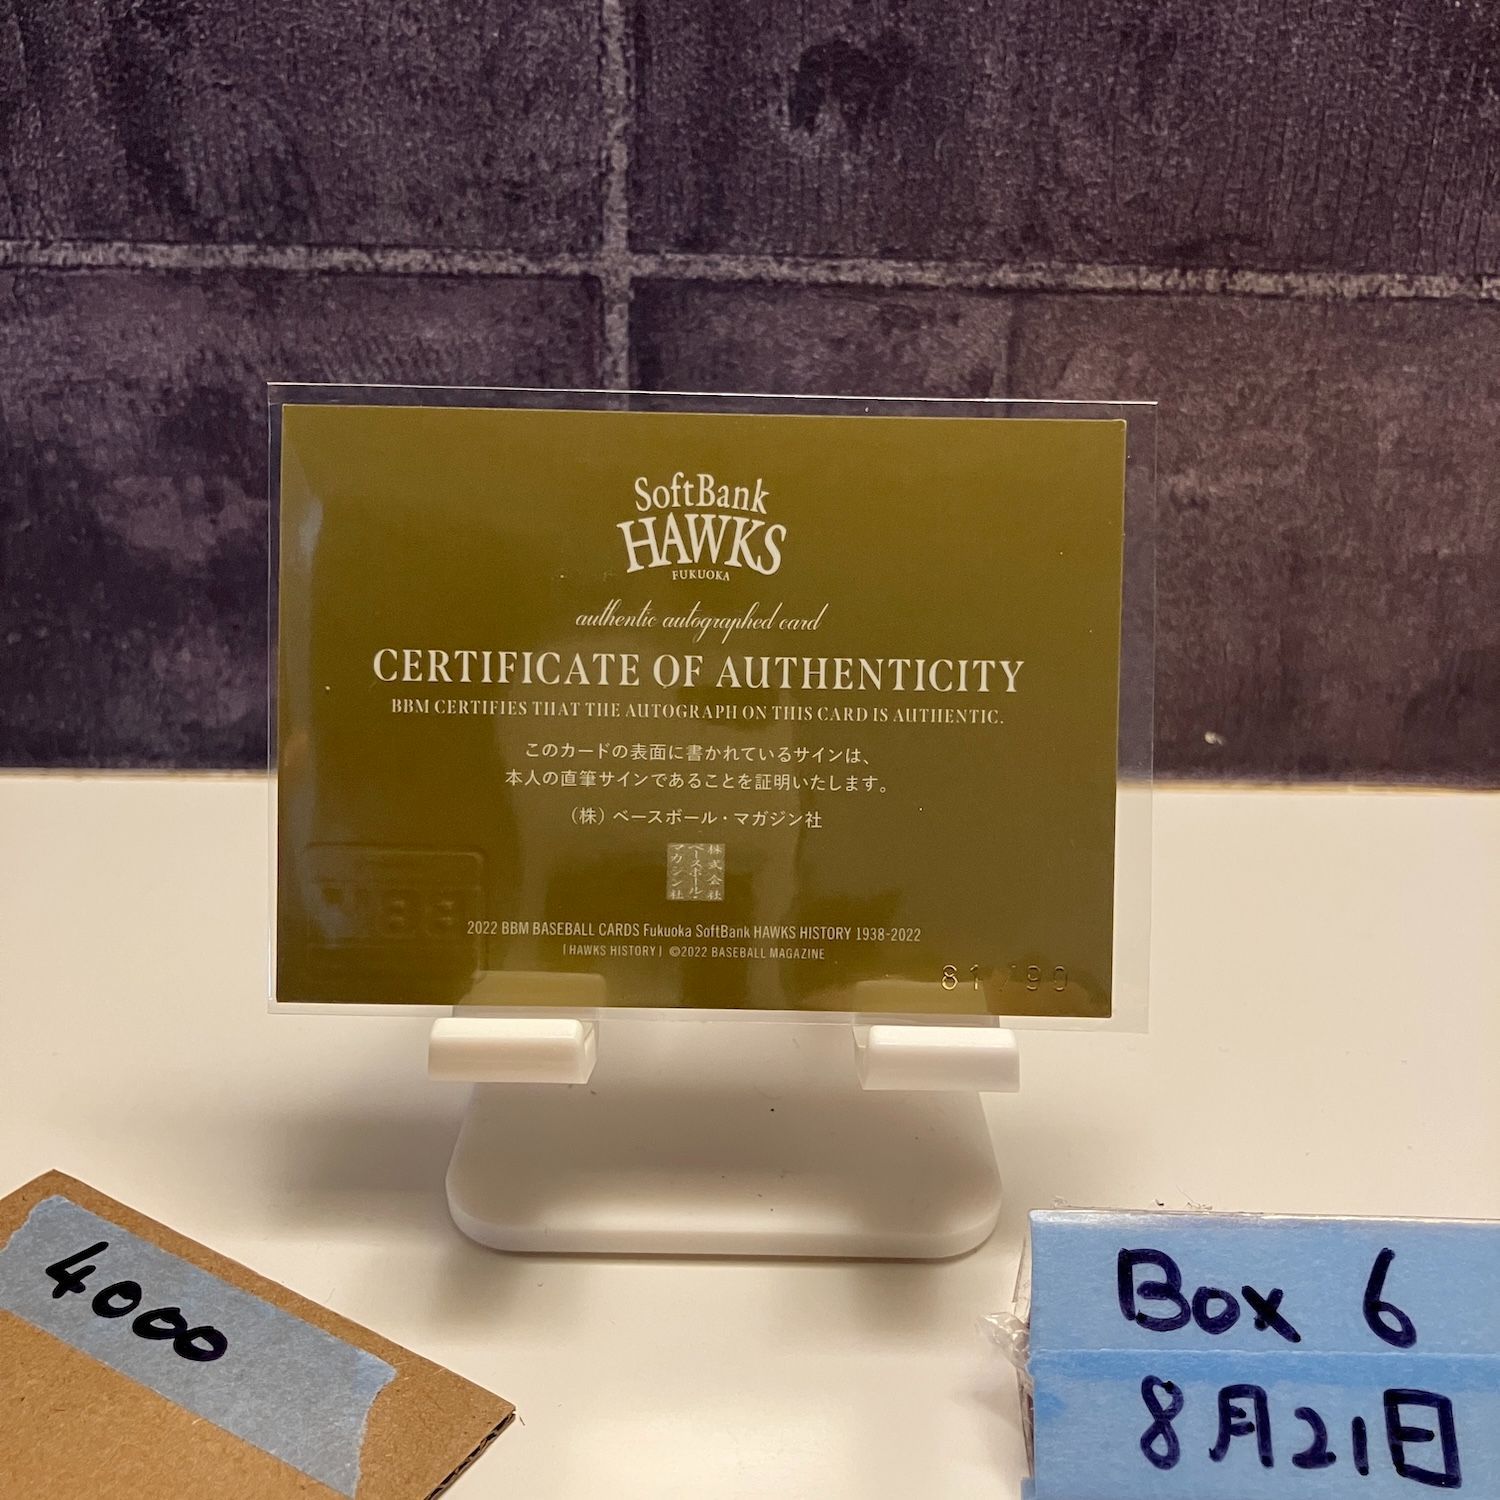 SoftBank
HAWKS
FUKUOKA
authentic autographed card
CERTIFICATE OF AUTHENTICITY
BBM CERTIFIES THAT THE AUTOGRAPH ON THIS CARD IS AUTHENTIC.
このカードの表面に書かれているサインは、
本人の直筆サインであることを証明いたします。
(株)ベースボール・マガジン社
株式会社
ベースボール・
マガジン社
2022 BBM BASEBALL CARDS Fukuoka SoftBank HAWKS HISTORY 1938-2022
[HAWKS HISTORY] ©2022 BASEBALL MAGAZINE
81/90
4000
Box 6
8月21日